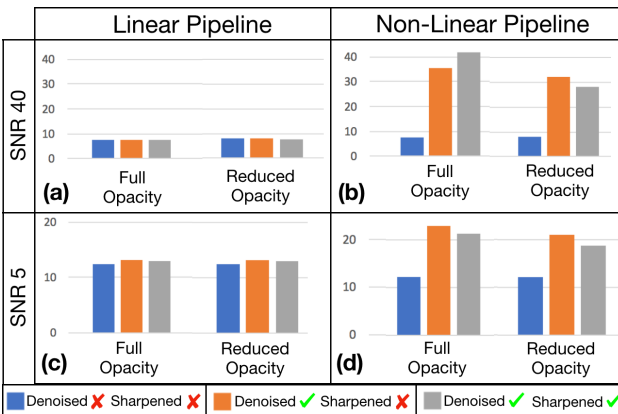 Linear Pipeline
Non-Linear Pipeline
SNR 40
40
30
20
10
0
Full
Opacity
Reduced
Opacity
(a)
40
30
20
10
0
Full
Opacity
Reduced
Opacity
(b)
SNR 5
20
10
0
Full
Opacity
Reduced
Opacity
(c)
20
10
0
Full
Opacity
Reduced
Opacity
(d)
Denoised ✘ Sharpened ✘
Denoised ✓ Sharpened ✘
Denoised ✓ Sharpened ✓